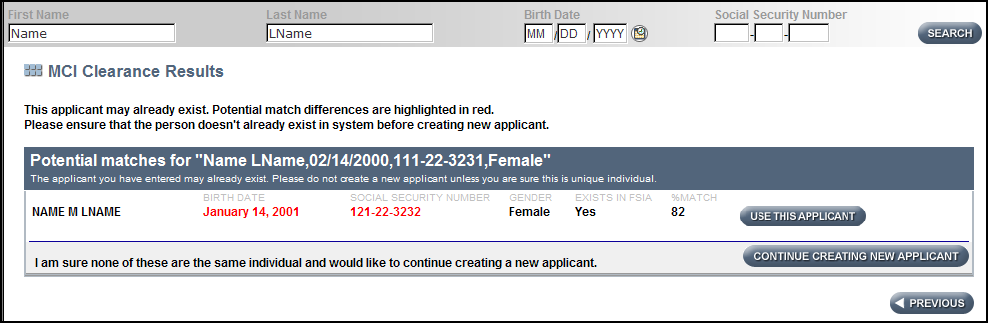 First Name Last Name Birth Date Social Security Number
Name LName MM / DD / YYYY - - SEARCH
MCI Clearance Results
This applicant may already exist. Potential match differences are highlighted in red.
Please ensure that the person doesn't already exist in system before creating new applicant.
Potential matches for "Name LName,02/14/2000,111-22-3231,Female"
The applicant you have entered may already exist. Please do not create a new applicant unless you are sure this is unique individual.
BIRTH DATE SOCIAL SECURITY NUMBER GENDER EXISTS IN FSIA %MATCH
NAME M LNAME January 14, 2001 121-22-3232 Female Yes 82 USE THIS APPLICANT
I am sure none of these are the same individual and would like to continue creating a new applicant. CONTINUE CREATING NEW APPLICANT
PREVIOUS